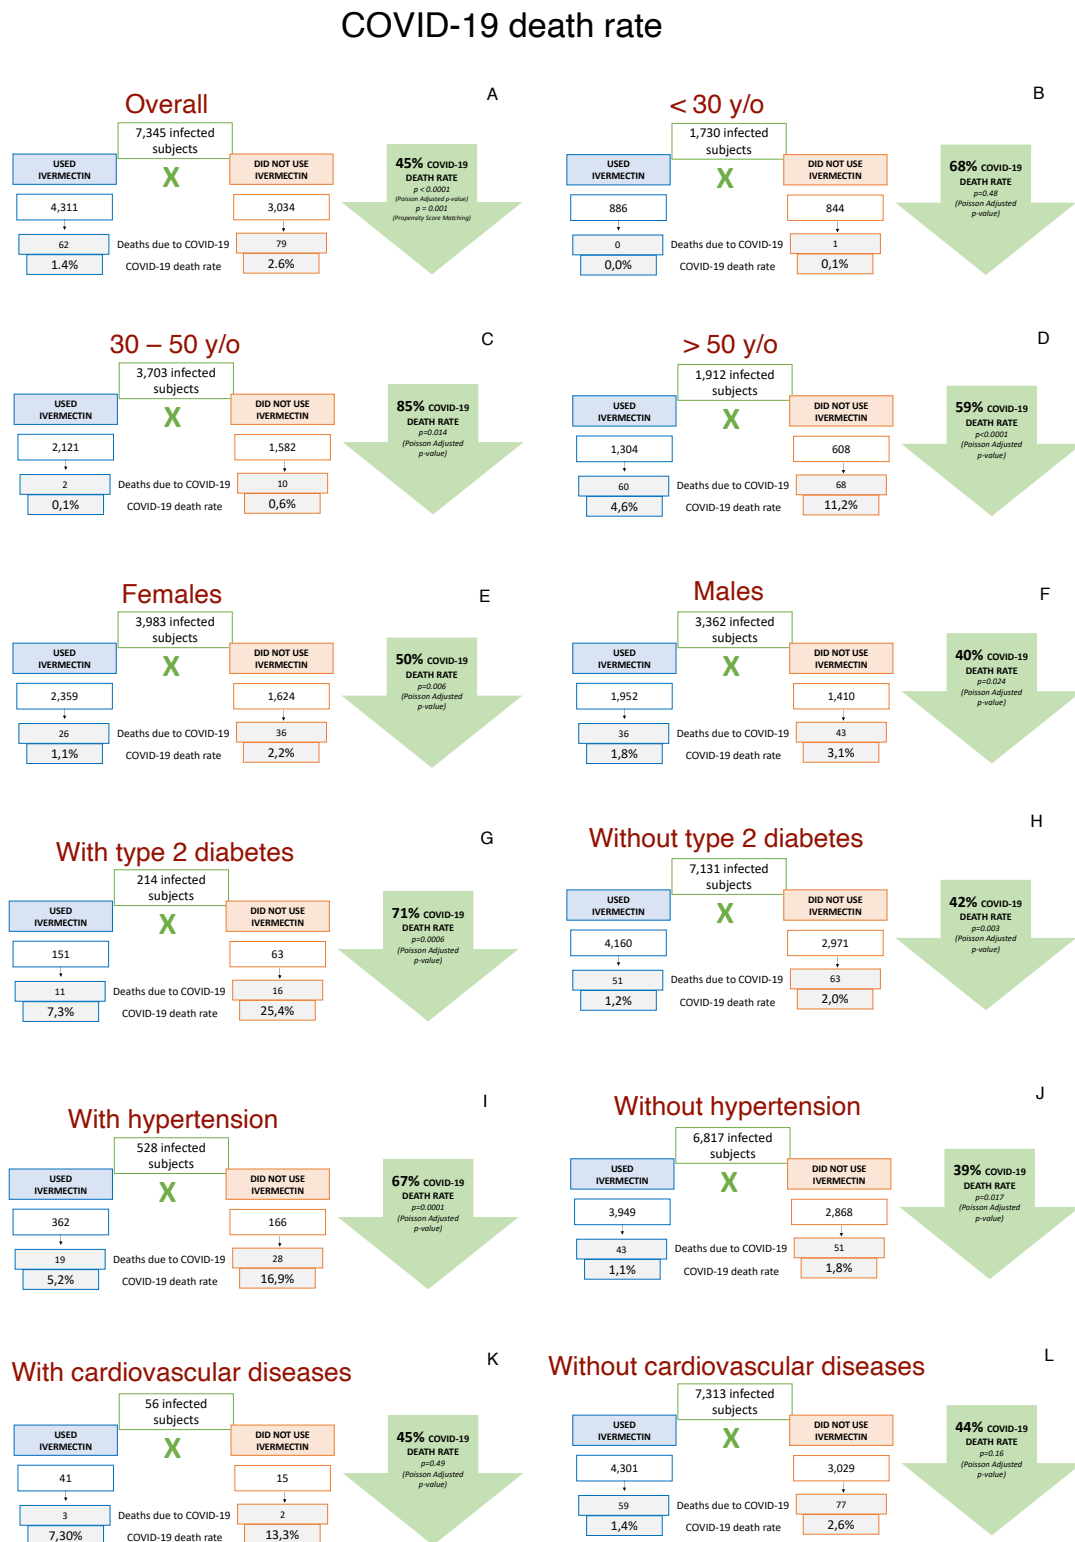 COVID-19 death rate
A
Overall
7,345 infected
subjects
USED
IVERMECTIN
X
DID NOT USE
IVERMECTIN
4,311
3,034
62
Deaths due to COVID-19
79
1.4%
COVID-19 death rate
2.6%
45% COVID-19
DEATH RATE
p < 0.0001
(Poisson Adjusted p-value)
p = 0.001
(Propensity Score Matching)
B
< 30 y/o
1,730 infected
subjects
USED
IVERMECTIN
X
DID NOT USE
IVERMECTIN
886
844
0
Deaths due to COVID-19
1
0,0%
COVID-19 death rate
0,1%
68% COVID-19
DEATH RATE
p=0.48
(Poisson Adjusted
p-value)
C
30 – 50 y/o
3,703 infected
subjects
USED
IVERMECTIN
X
DID NOT USE
IVERMECTIN
2,121
1,582
2
Deaths due to COVID-19
10
0,1%
COVID-19 death rate
0,6%
85% COVID-19
DEATH RATE
p=0.014
(Poisson Adjusted
p-value)
D
> 50 y/o
1,912 infected
subjects
USED
IVERMECTIN
X
DID NOT USE
IVERMECTIN
1,304
608
60
Deaths due to COVID-19
68
4,6%
COVID-19 death rate
11,2%
59% COVID-19
DEATH RATE
p<0.0001
(Poisson Adjusted
p-value)
E
Females
3,983 infected
subjects
USED
IVERMECTIN
X
DID NOT USE
IVERMECTIN
2,359
1,624
26
Deaths due to COVID-19
36
1,1%
COVID-19 death rate
2,2%
50% COVID-19
DEATH RATE
p=0.006
(Poisson Adjusted
p-value)
F
Males
3,362 infected
subjects
USED
IVERMECTIN
X
DID NOT USE
IVERMECTIN
1,952
1,410
36
Deaths due to COVID-19
43
1,8%
COVID-19 death rate
3,1%
40% COVID-19
DEATH RATE
p=0.024
(Poisson Adjusted
p-value)
G
With type 2 diabetes
214 infected
subjects
USED
IVERMECTIN
X
DID NOT USE
IVERMECTIN
151
63
11
Deaths due to COVID-19
16
7,3%
COVID-19 death rate
25,4%
71% COVID-19
DEATH RATE
p=0.0006
(Poisson Adjusted
p-value)
H
Without type 2 diabetes
7,131 infected
subjects
USED
IVERMECTIN
X
DID NOT USE
IVERMECTIN
4,160
2,971
51
Deaths due to COVID-19
63
1,2%
COVID-19 death rate
2,0%
42% COVID-19
DEATH RATE
p=0.003
(Poisson Adjusted
p-value)
I
With hypertension
528 infected
subjects
USED
IVERMECTIN
X
DID NOT USE
IVERMECTIN
362
166
19
Deaths due to COVID-19
28
5,2%
COVID-19 death rate
16,9%
67% COVID-19
DEATH RATE
p=0.0001
(Poisson Adjusted
p-value)
J
Without hypertension
6,817 infected
subjects
USED
IVERMECTIN
X
DID NOT USE
IVERMECTIN
3,949
2,868
43
Deaths due to COVID-19
51
1,1%
COVID-19 death rate
1,8%
39% COVID-19
DEATH RATE
p=0.017
(Poisson Adjusted
p-value)
K
With cardiovascular diseases
56 infected
subjects
USED
IVERMECTIN
X
DID NOT USE
IVERMECTIN
41
15
3
Deaths due to COVID-19
2
7,30%
COVID-19 death rate
13,3%
45% COVID-19
DEATH RATE
p=0.49
(Poisson Adjusted
p-value)
L
Without cardiovascular diseases
7,313 infected
subjects
USED
IVERMECTIN
X
DID NOT USE
IVERMECTIN
4,301
3,029
59
Deaths due to COVID-19
77
1,4%
COVID-19 death rate
2,6%
44% COVID-19
DEATH RATE
p=0.16
(Poisson Adjusted
p-value)